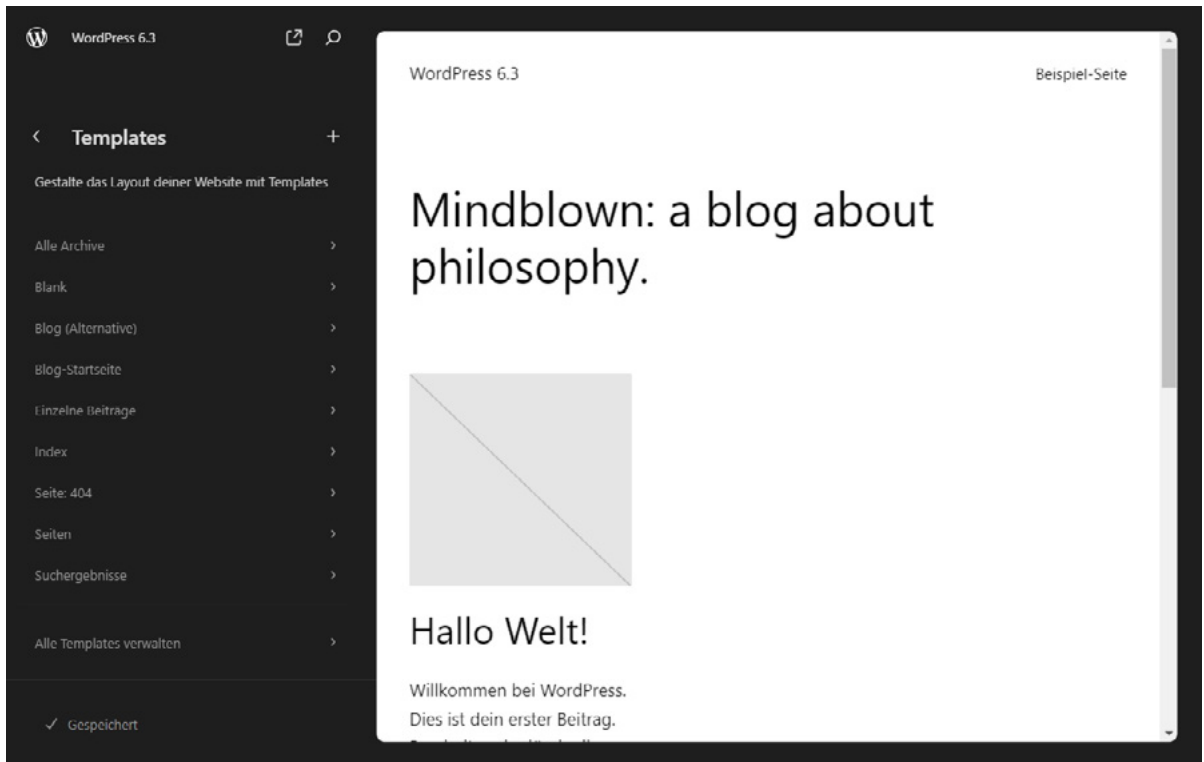 WordPress 6.3
Templates
Gestalte das Layout deiner Website mit Templates
Alle Archive
Blank
Blog (Alternative)
Blog-Startseite
Einzelne Beiträge
Index
Seite: 404
Seiten
Suchergebnisse
Alle Templates verwalten
Gespeichert
WordPress 6.3
Beispiel-Seite
Mindblown: a blog about
philosophy.
Hallo Welt!
Willkommen bei WordPress.
Dies ist dein erster Beitrag.